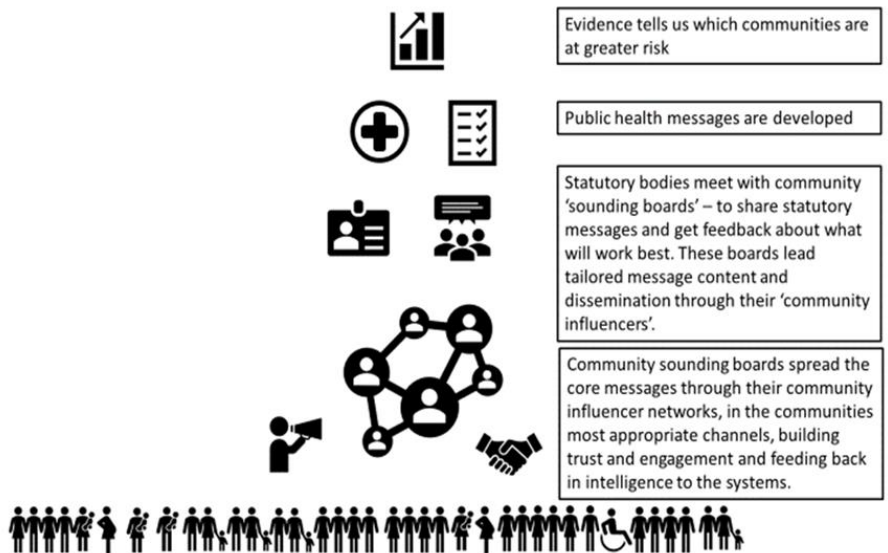 Evidence tells us which communities are
at greater risk
Public health messages are developed
Statutory bodies meet with community
‘sounding boards’ – to share statutory
messages and get feedback about what
will work best. These boards lead
tailored message content and
dissemination through their ‘community
influencers’.
Community sounding boards spread the
core messages through their community
influencer networks, in the communities
most appropriate channels, building
trust and engagement and feeding back
in intelligence to the systems.